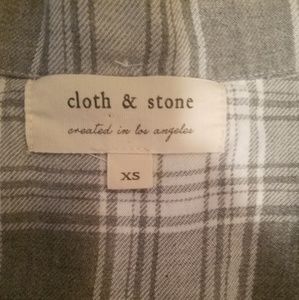 cloth & stone
created in los angeles
XS